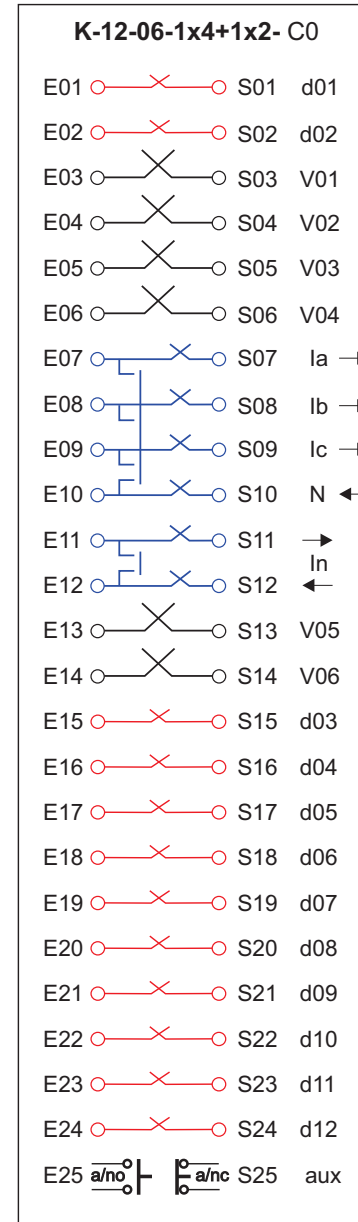 K-12-06-1x4+1x2- C0
E01 S01 d01
E02 S02 d02
E03 S03 V01
E04 S04 V02
E05 S05 V03
E06 S06 V04
E07 S07 Ia
E08 S08 Ib
E09 S09 Ic
E10 S10 N
E11 S11
In
E12 S12
E13 S13 V05
E14 S14 V06
E15 S15 d03
E16 S16 d04
E17 S17 d05
E18 S18 d06
E19 S19 d07
E20 S20 d08
E21 S21 d09
E22 S22 d10
E23 S23 d11
E24 S24 d12
E25 a/no a/nc S25 aux